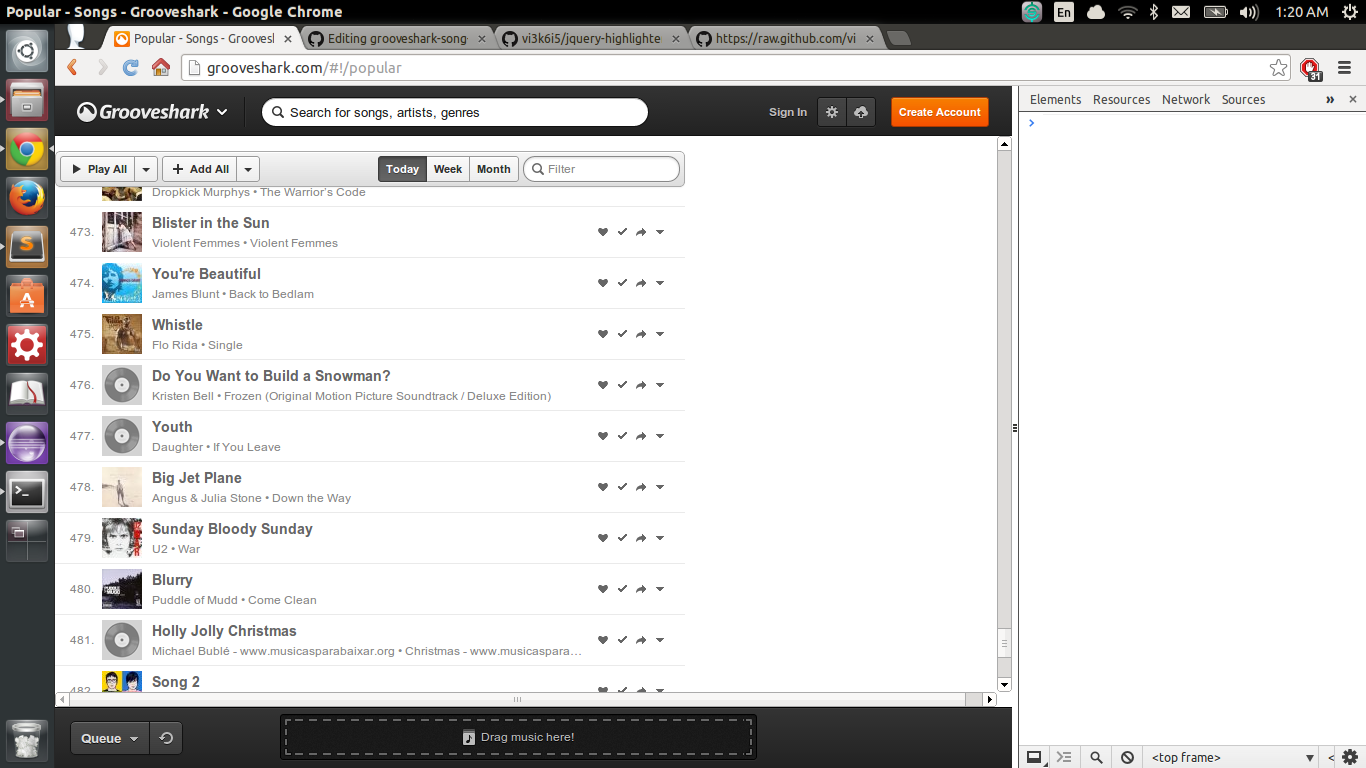 Popular - Songs - Grooveshark - Google Chrome
En
1:20 AM
Popular - Songs - Groovesl
Editing grooveshark-song
vi3k6i5/jquery-highlighte
https://raw.github.com/vi
grooveshark.com/#!/popular
31
Grooveshark
Search for songs, artists, genres
Sign In
Create Account
Elements Resources Network Sources »
Play All
Add All
Today Week Month
Filter
Dropkick Murphys • The Warrior's Code
473. Blister in the Sun
Violent Femmes • Violent Femmes
474. You're Beautiful
James Blunt • Back to Bedlam
475. Whistle
Flo Rida • Single
476. Do You Want to Build a Snowman?
Kristen Bell • Frozen (Original Motion Picture Soundtrack / Deluxe Edition)
477. Youth
Daughter • If You Leave
478. Big Jet Plane
Angus & Julia Stone • Down the Way
479. Sunday Bloody Sunday
U2 • War
480. Blurry
Puddle of Mudd • Come Clean
481. Holly Jolly Christmas
Michael Bublé - www.musicasparabaixar.org • Christmas - www.musicaspara…
482. Song 2
Queue
Drag music here!
<top frame>